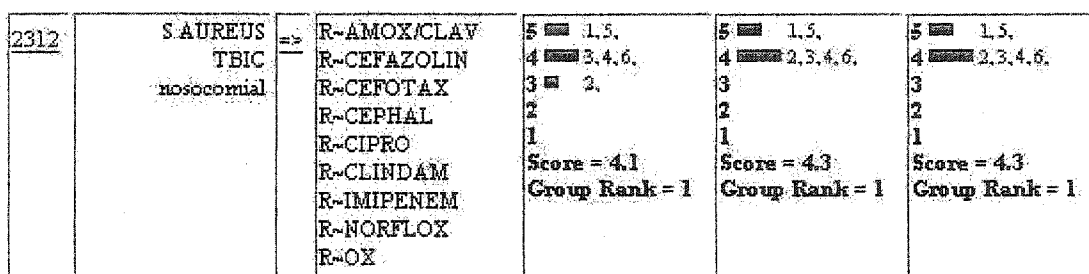 2312
S.AUREUS
TBIC
nosocomial
=>
R~AMOX/CLAV
R~CEFAZOLIN
R~CEFOTAX
R~CEPHAL
R~CIPRO
R~CLINDAM
R~IMIPENEM
R~NORFLOX
R~OX
5 1,5,
4 3,4,6,
3 2,
2
1
Score = 4.1
Group Rank = 1
5 1,5,
4 2,3,4,6,
3
2
1
Score = 4.3
Group Rank = 1
5 1,5,
4 2,3,4,6,
3
2
1
Score = 4.3
Group Rank = 1